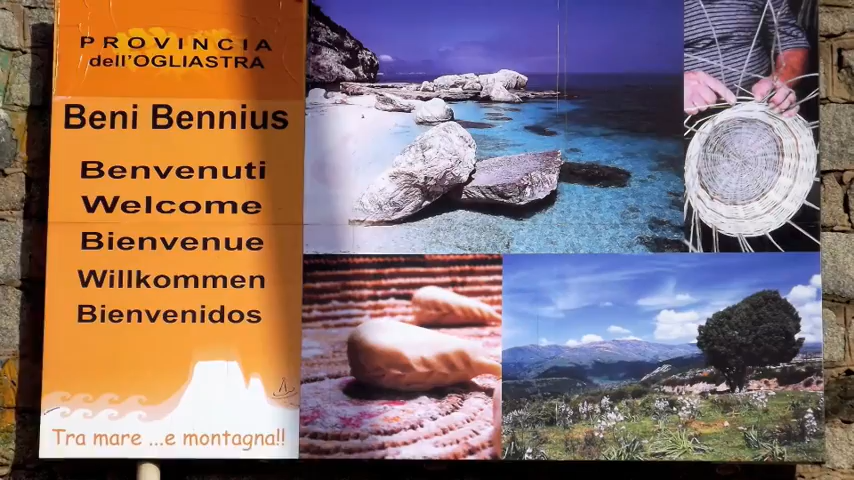 PROVINCIA
dell'OGLIASTRA
Beni Bennius
Benvenuti
Welcome
Bienvenue
Willkommen
Bienvenidos
Tra mare ...e montagna!!